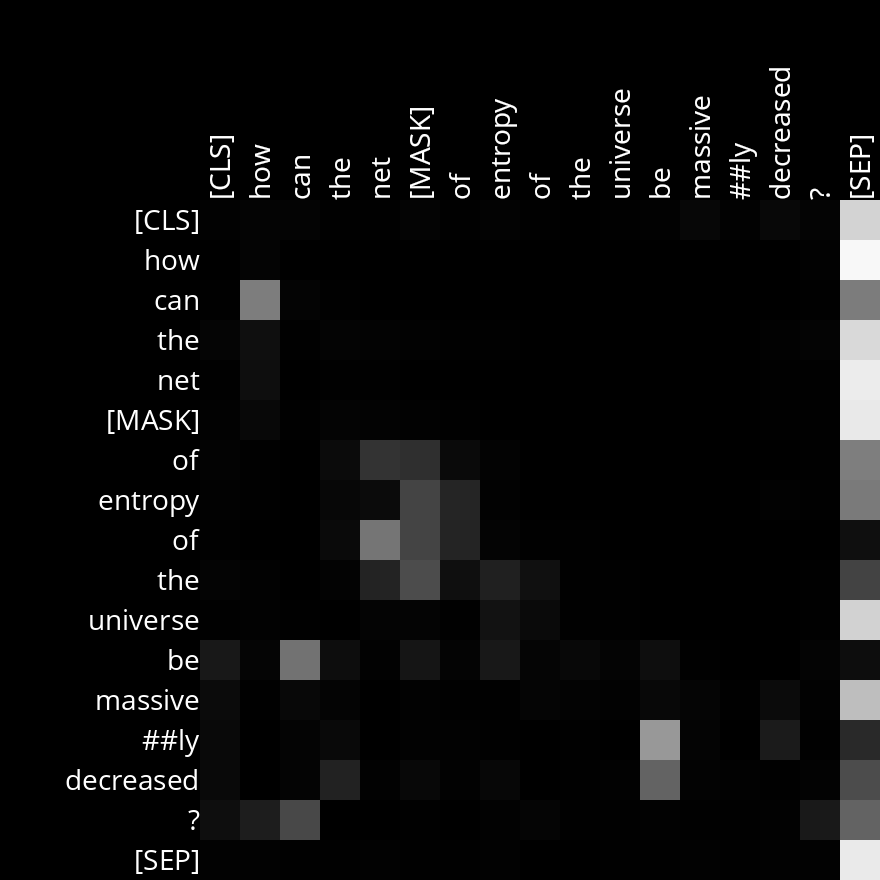 [CLS] how can the net [MASK] of entropy of the universe be massive ##ly decreased ? [SEP]
[CLS]
how
can
the
net
[MASK]
of
entropy
of
the
universe
be
massive
##ly
decreased
?
[SEP]